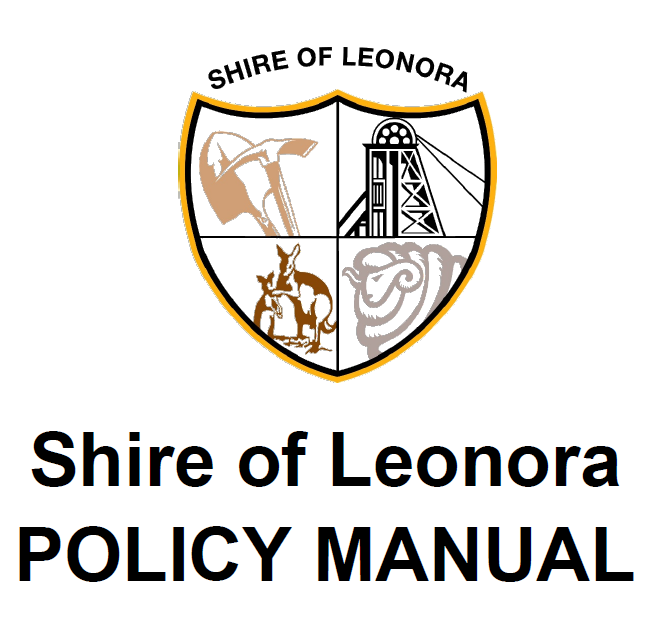 SHIRE OF LEONORA
Shire of Leonora
POLICY MANUAL